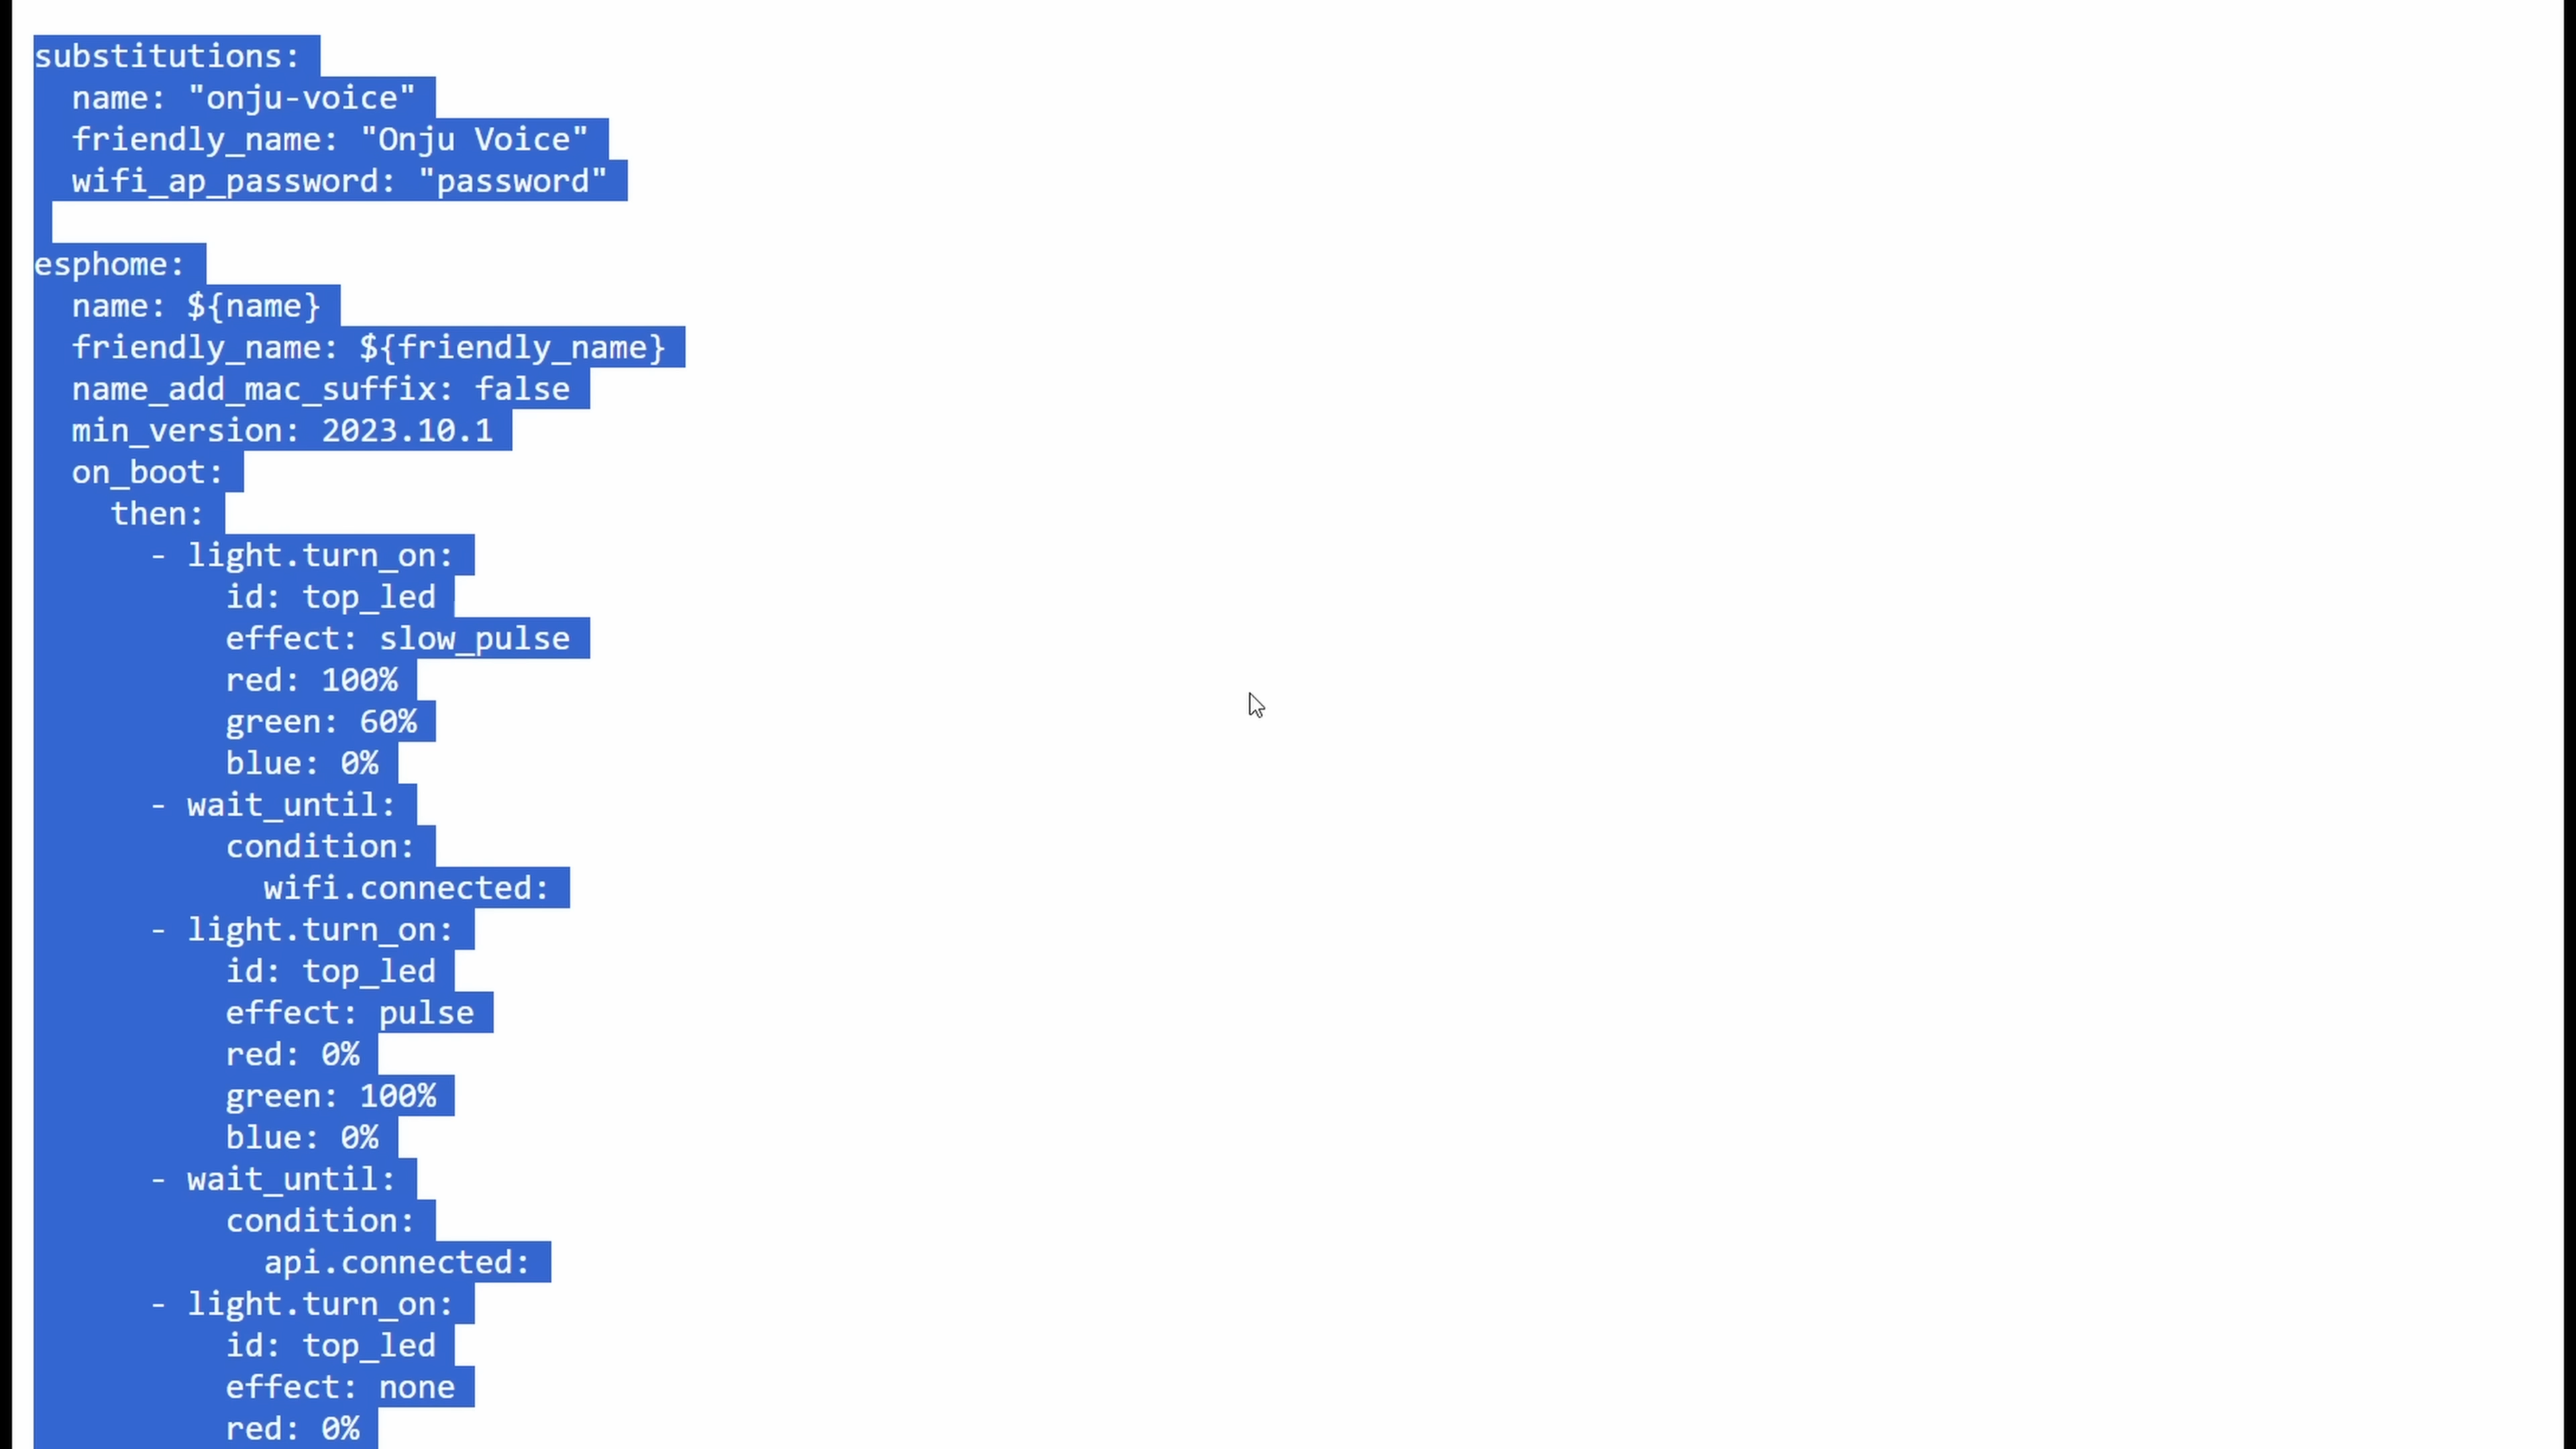 substitutions:
  name: "onju-voice"
  friendly_name: "Onju Voice"
  wifi_ap_password: "password"

esphome:
  name: ${name}
  friendly_name: ${friendly_name}
  name_add_mac_suffix: false
  min_version: 2023.10.1
  on_boot:
    then:
      - light.turn_on:
          id: top_led
          effect: slow_pulse
          red: 100%
          green: 60%
          blue: 0%
      - wait_until:
          condition:
            wifi.connected:
      - light.turn_on:
          id: top_led
          effect: pulse
          red: 0%
          green: 100%
          blue: 0%
      - wait_until:
          condition:
            api.connected:
      - light.turn_on:
          id: top_led
          effect: none
          red: 0%